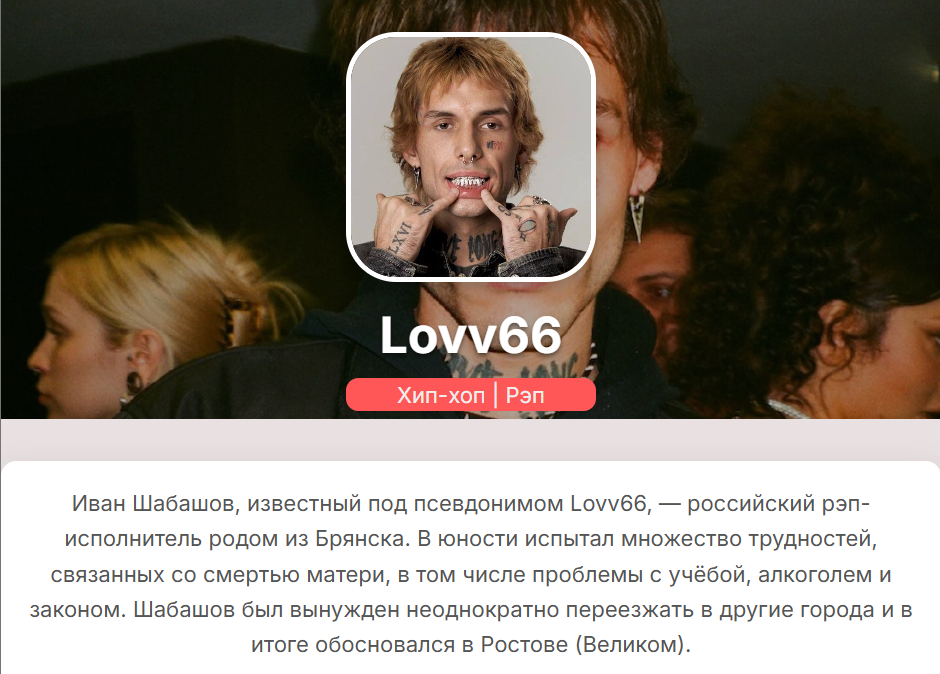 LXVI
Lovv66
Хип-хоп | Рэп
Иван Шабашов, известный под псевдонимом Lovv66, — российский рэп-
исполнитель родом из Брянска. В юности испытал множество трудностей,
связанных со смертью матери, в том числе проблемы с учёбой, алкоголем и
законом. Шабашов был вынужден неоднократно переезжать в другие города и в
итоге обосновался в Ростове (Великом).